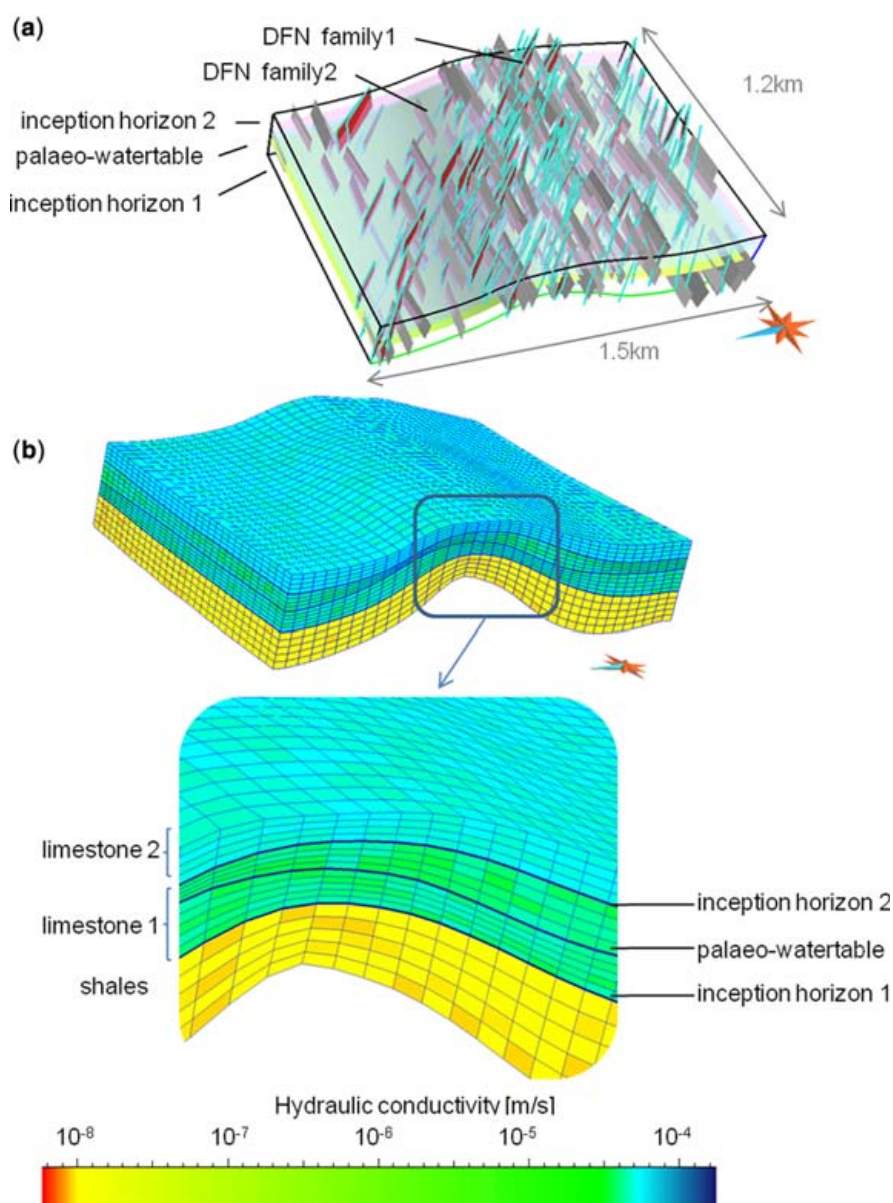 (a)
DFN family1
DFN family2
1.2km
inception horizon 2
palaeo-watertable
inception horizon 1
1.5km
(b)
limestone 2
limestone 1
shales
inception horizon 2
palaeo-watertable
inception horizon 1
Hydraulic conductivity [m/s]
10⁻⁸ 10⁻⁷ 10⁻⁶ 10⁻⁵ 10⁻⁴